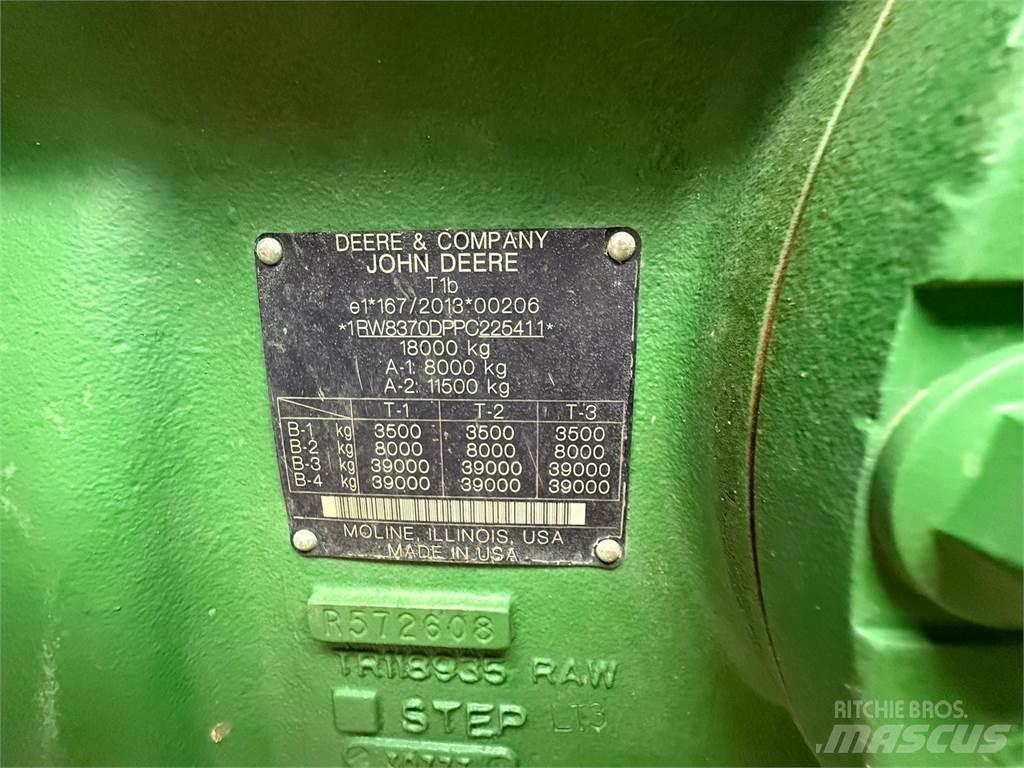 DEERE & COMPANY
JOHN DEERE
T1b
e1*167/2013*00206
*1RW8370DPPC225411*
18000 kg
A-1: 8000 kg
A-2: 11500 kg
T-1 T-2 T-3
B-1 kg 3500 3500 3500
B-2 kg 8000 8000 8000
B-3 kg 39000 39000 39000
B-4 kg 39000 39000 39000
MOLINE, ILLINOIS, USA
MADE IN USA
R572608
TR118935 RAW
STEP LT3
RITCHIE BROS.
MASCUS